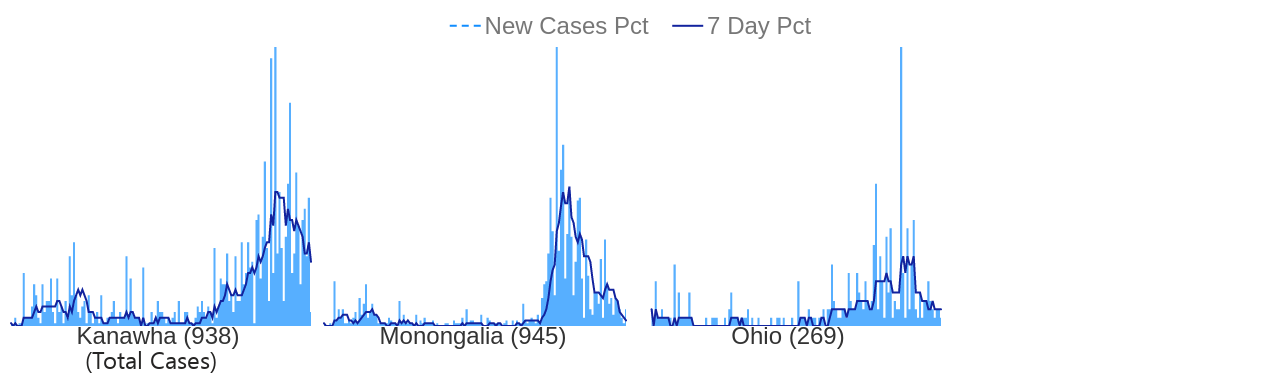 New Cases Pct 7 Day Pct
Kanawha (938) Monongalia (945) Ohio (269)
(Total Cases)